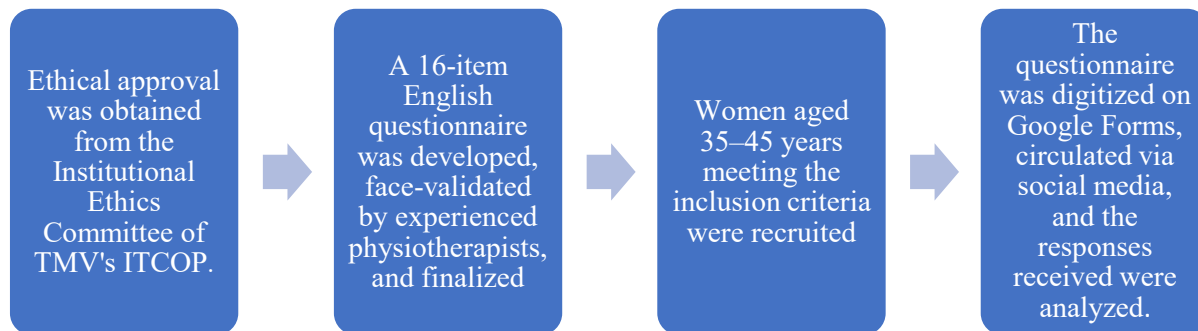 Ethical approval
was obtained
from the
Institutional
Ethics
Committee of
TMV's ITCOP.
A 16-item
English
questionnaire
was developed,
face-validated
by experienced
physiotherapists,
and finalized
Women aged
35–45 years
meeting the
inclusion criteria
were recruited
The
questionnaire
was digitized on
Google Forms,
circulated via
social media,
and the
responses
received were
analyzed.